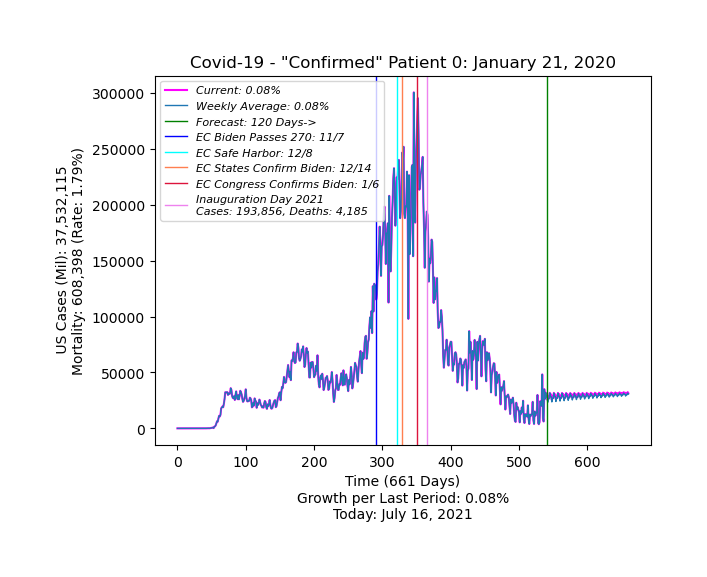 Covid-19 - "Confirmed" Patient 0: January 21, 2020
Current: 0.08%
Weekly Average: 0.08%
Forecast: 120 Days->
EC Biden Passes 270: 11/7
EC Safe Harbor: 12/8
EC States Confirm Biden: 12/14
EC Congress Confirms Biden: 1/6
Inauguration Day 2021
Cases: 193,856, Deaths: 4,185
US Cases (Mil): 37,532,115
Mortality: 608,398 (Rate: 1.79%)
300000
250000
200000
150000
100000
50000
0
0 100 200 300 400 500 600
Time (661 Days)
Growth per Last Period: 0.08%
Today: July 16, 2021